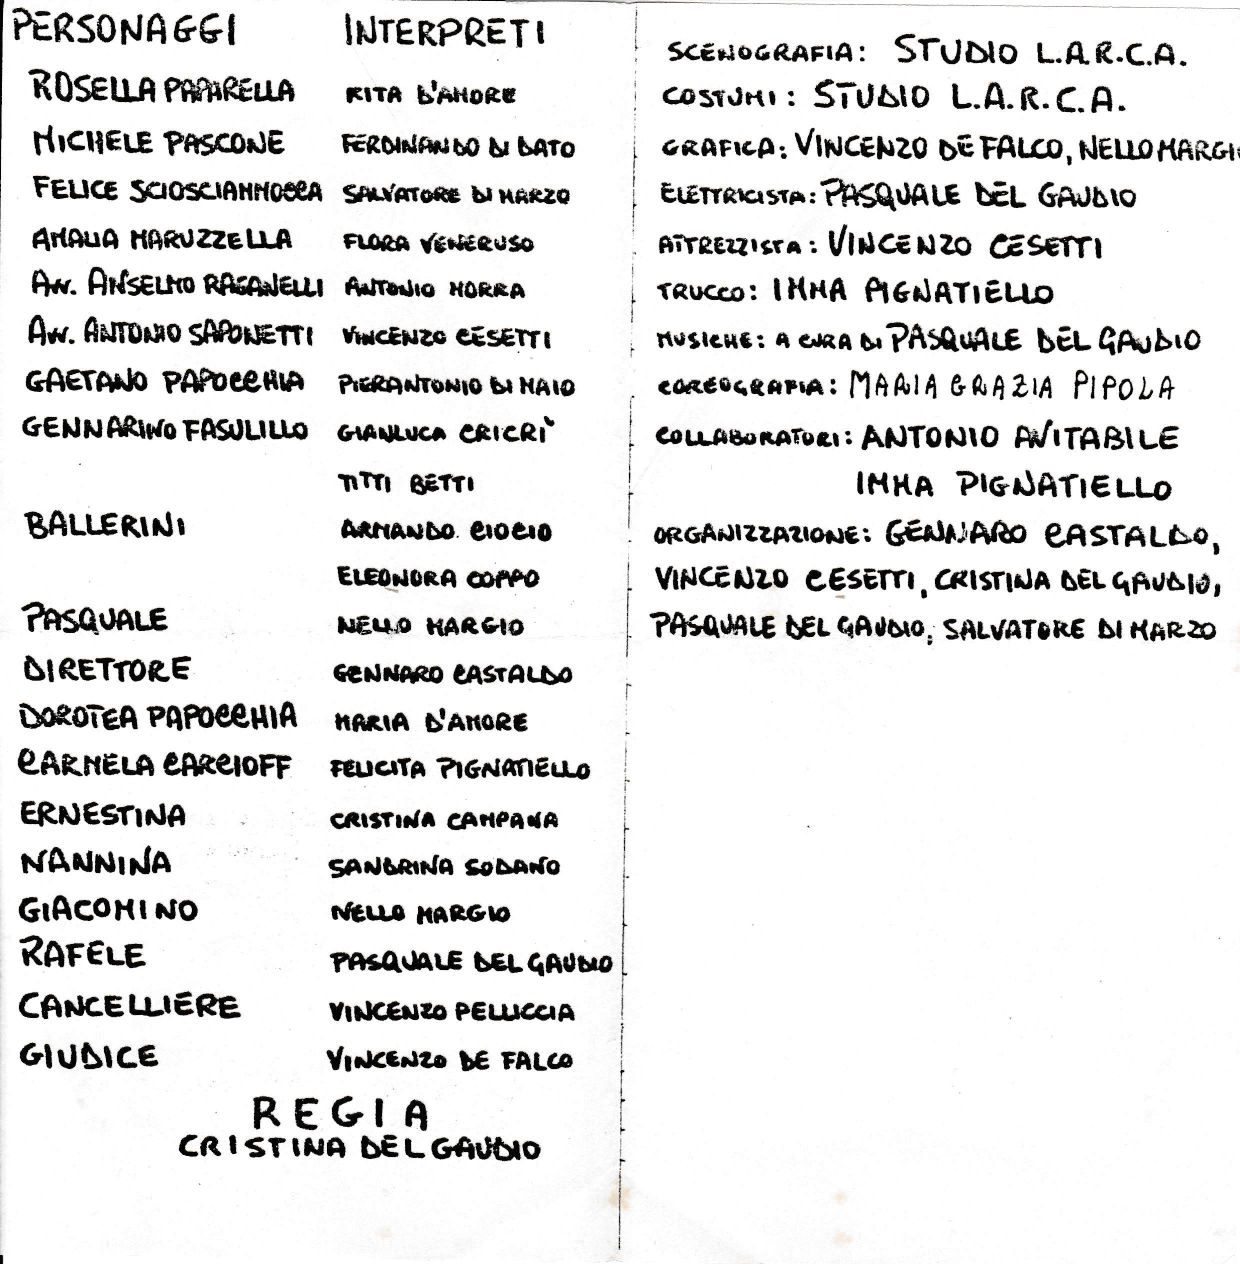 PERSONAGGI INTERPRETI
ROSELLA PAPARELLA RITA D'AMORE
MICHELE PASCONE FERDINANDO DI DATO
FELICE SCIOSCIAMMOCCA SALVATORE DI MARZO
AMALIA MARUZZELLA FLORA VENERUSO
AVV. ANSELMO RAGANELLI ANTONIO MORRA
AVV. ANTONIO SAPONETTI VINCENZO CESETTI
GAETANO PAPOCCHIA PIERANTONIO DI MAIO
GENNARINO FASULILLO GIANLUCA CRICRÌ
TITTI BETTI
BALLERINI ARMANDO CIOCIO
ELEONORA COPPO
PASQUALE NELLO MARGIO
DIRETTORE GENNARO CASTALDO
DOROTEA PAPOCCHIA MARIA D'AMORE
CARMELA CARCIOFF FELICITA PIGNATIELLO
ERNESTINA CRISTINA CAMPANA
NANNINA SANDRINA SODANO
GIACOMINO NELLO MARGIO
RAFELE PASQUALE DEL GAUDIO
CANCELLIERE VINCENZO PELLICCIA
GIUDICE VINCENZO DE FALCO
REGIA
CRISTINA DEL GAUDIO
SCENOGRAFIA: STUDIO L.A.R.C.A.
COSTUMI: STUDIO L.A.R.C.A.
GRAFICA: VINCENZO DE FALCO, NELLO MARGI
ELETTRICISTA: PASQUALE DEL GAUDIO
ATTREZZISTA: VINCENZO CESETTI
TRUCCO: IMMA PIGNATIELLO
MUSICHE: A CURA DI PASQUALE DEL GAUDIO
COREOGRAFIA: MARIA GRAZIA PIPOLA
COLLABORATORI: ANTONIO AVITABILE
IMMA PIGNATIELLO
ORGANIZZAZIONE: GENNARO CASTALDO,
VINCENZO CESETTI, CRISTINA DEL GAUDIO,
PASQUALE DEL GAUDIO, SALVATORE DI MARZO